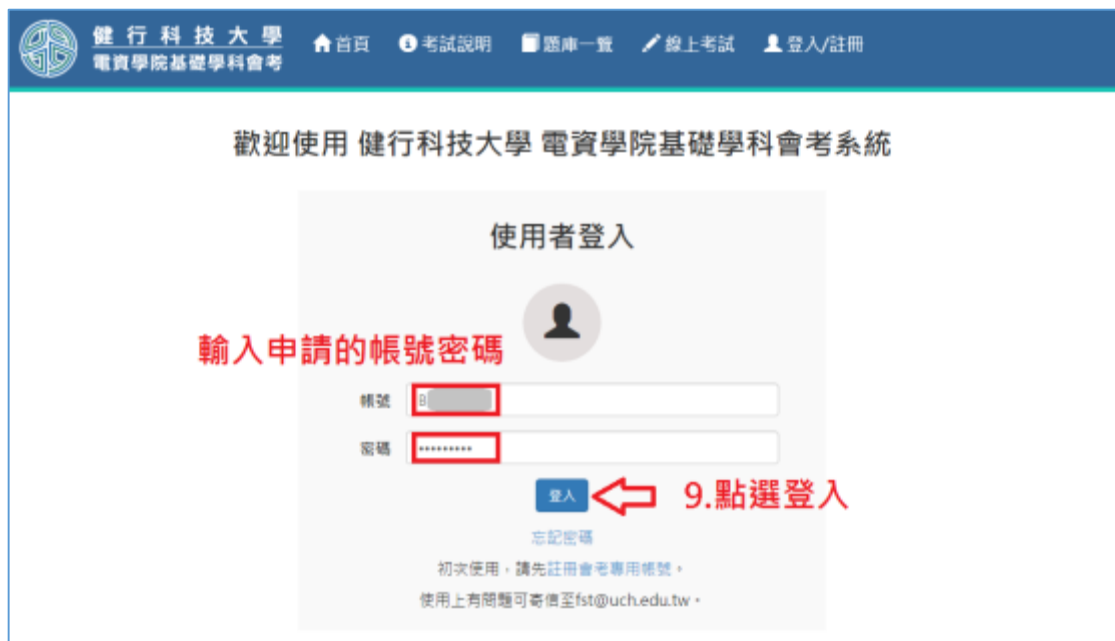 健行科技大學
電資學院基礎學科會考
首頁 考試說明 題庫一覽 線上考試 登入/註冊
歡迎使用 健行科技大學 電資學院基礎學科會考系統
使用者登入
輸入申請的帳號密碼
帳號 B
密碼 •••••••••
登入 9.點選登入
忘記密碼
初次使用，請先註冊會考專用帳號。
使用上有問題可寄信至fst@uch.edu.tw。